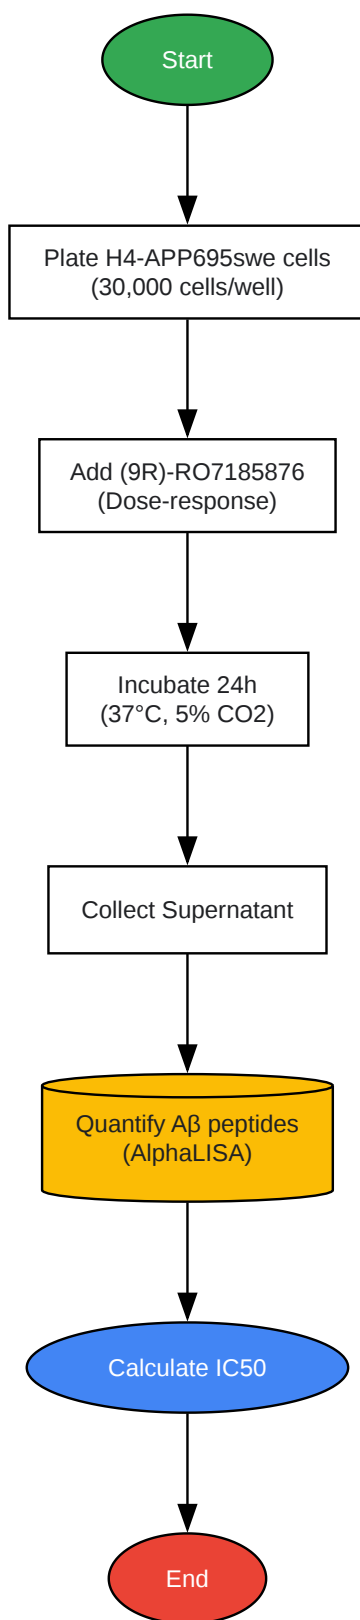 Start
Plate H4-APP695swe cells
(30,000 cells/well)
Add (9R)-RO7185876
(Dose-response)
Incubate 24h
(37°C, 5% CO2)
Collect Supernatant
Quantify Aβ peptides
(AlphaLISA)
Calculate IC50
End